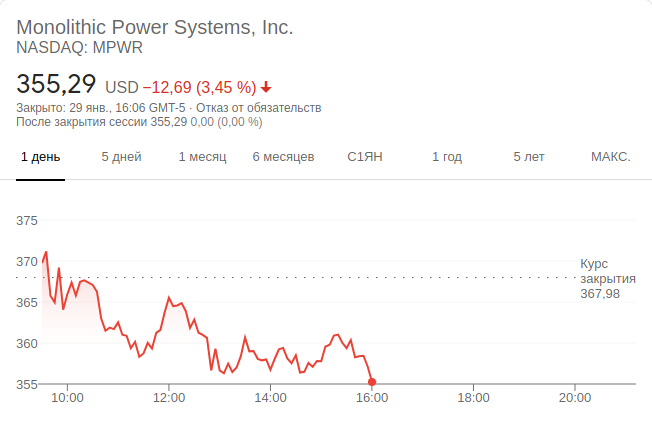 Monolithic Power Systems, Inc.
NASDAQ: MPWR
355,29 USD −12,69 (3,45 %)
Закрыто: 29 янв., 16:06 GMT-5 · Отказ от обязательств
После закрытия сессии 355,29 0,00 (0,00 %)
1 день 5 дней 1 месяц 6 месяцев С1ЯН 1 год 5 лет МАКС.
375
370
Курс
закрытия
367,98
365
360
355
10:00 12:00 14:00 16:00 18:00 20:00